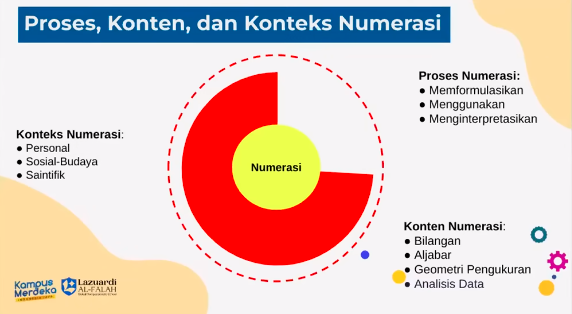 Proses, Konten, dan Konteks Numerasi
Proses Numerasi:
● Memformulasikan
● Menggunakan
● Menginterpretasikan
Konteks Numerasi:
● Personal
● Sosial-Budaya
● Saintifik
Numerasi
Konten Numerasi:
● Bilangan
● Aljabar
● Geometri Pengukuran
● Analisis Data
Kampus
Merdeka
Lazuardi
AL-FALAH